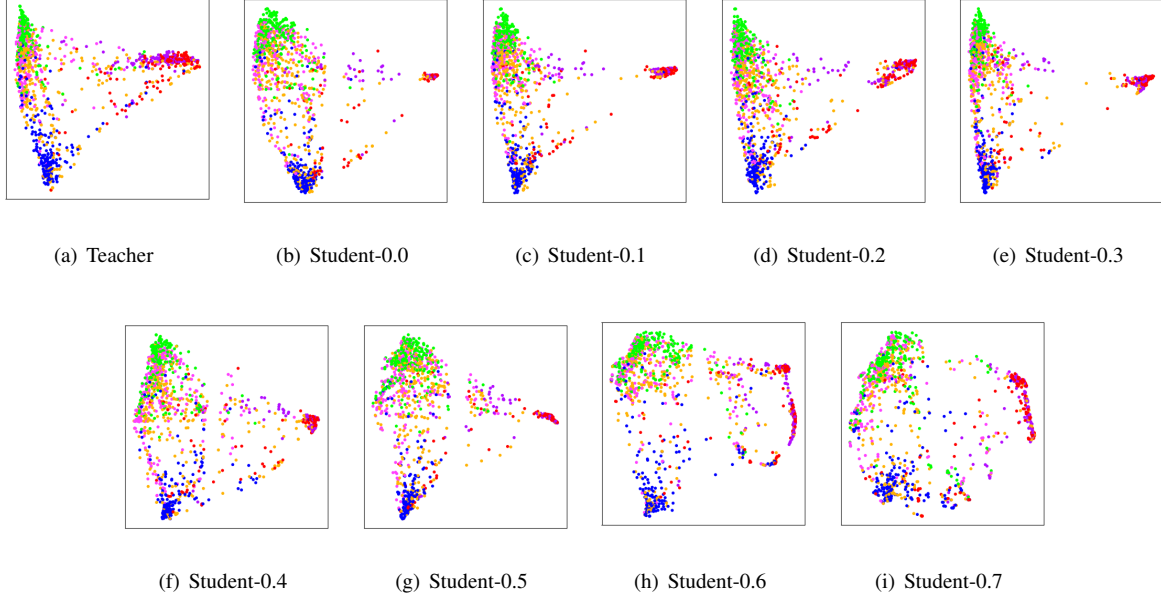 (a) Teacher
(b) Student-0.0
(c) Student-0.1
(d) Student-0.2
(e) Student-0.3
(f) Student-0.4
(g) Student-0.5
(h) Student-0.6
(i) Student-0.7